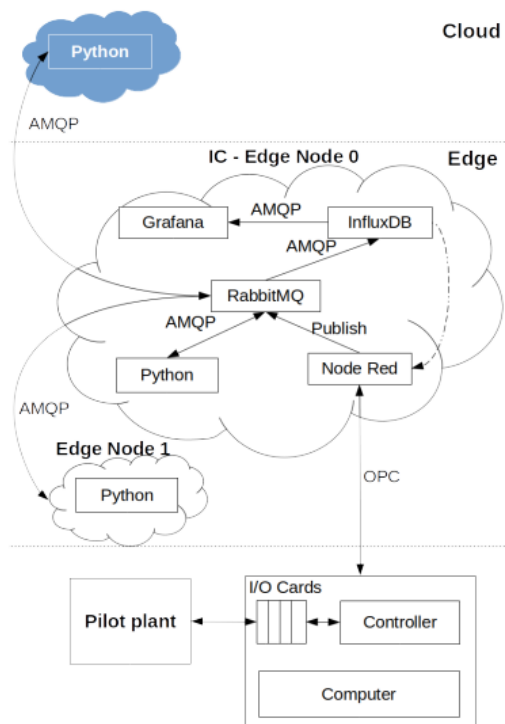 Cloud
Python
AMQP
IC - Edge Node 0
Edge
Grafana
AMQP
InfluxDB
AMQP
RabbitMQ
AMQP
Publish
Python
Node Red
AMQP
Edge Node 1
Python
OPC
I/O Cards
Pilot plant
Controller
Computer